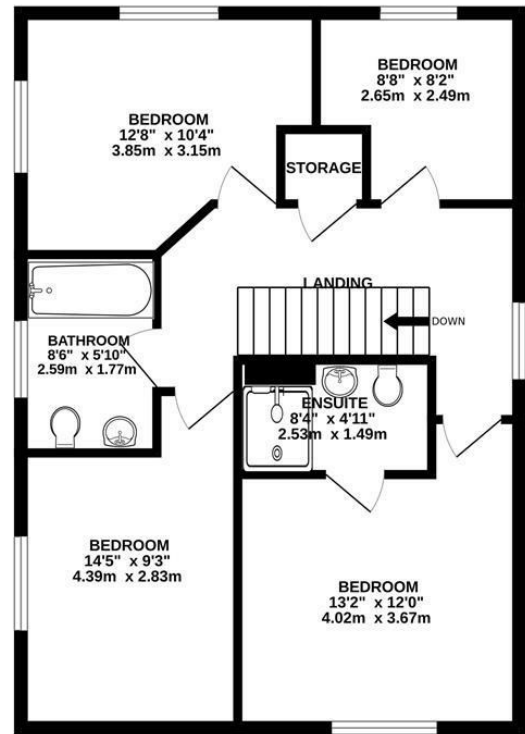 BEDROOM
12'8" x 10'4"
3.85m x 3.15m
BEDROOM
8'8" x 8'2"
2.65m x 2.49m
STORAGE
LANDING
DOWN
BATHROOM
8'6" x 5'10"
2.59m x 1.77m
ENSUITE
8'4" x 4'11"
2.53m x 1.49m
BEDROOM
14'5" x 9'3"
4.39m x 2.83m
BEDROOM
13'2" x 12'0"
4.02m x 3.67m